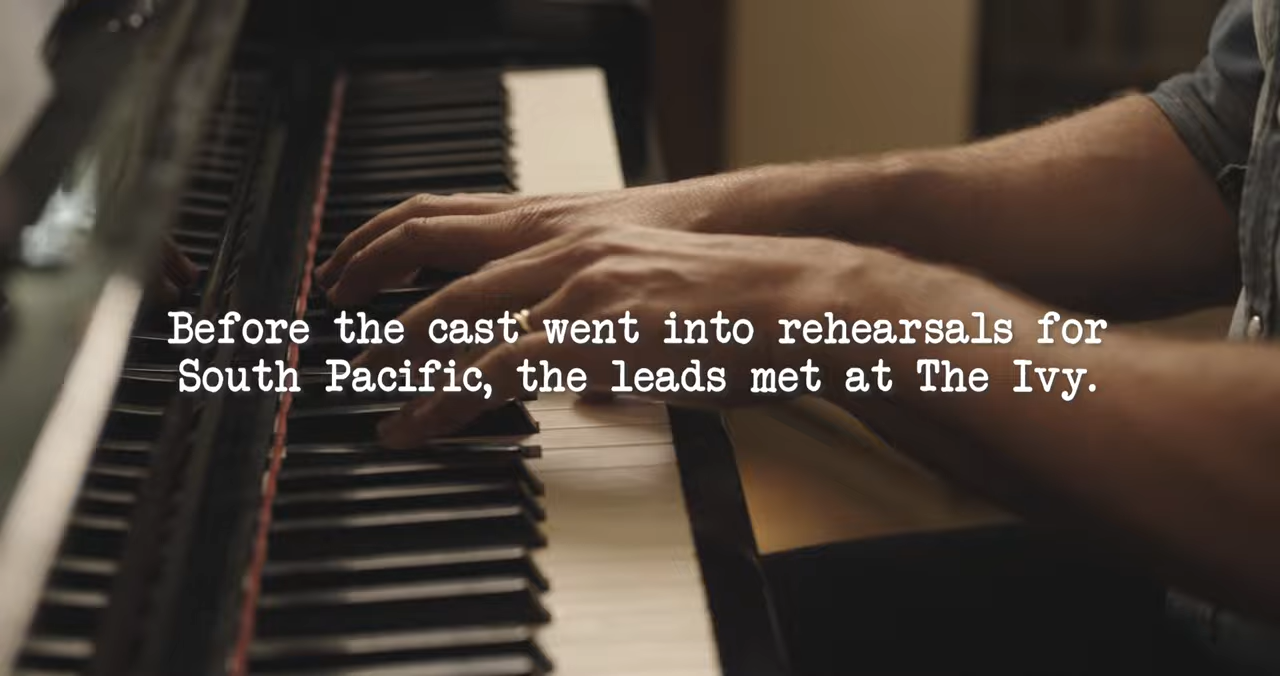 Before the cast went into rehearsals for
South Pacific, the leads met at The Ivy.